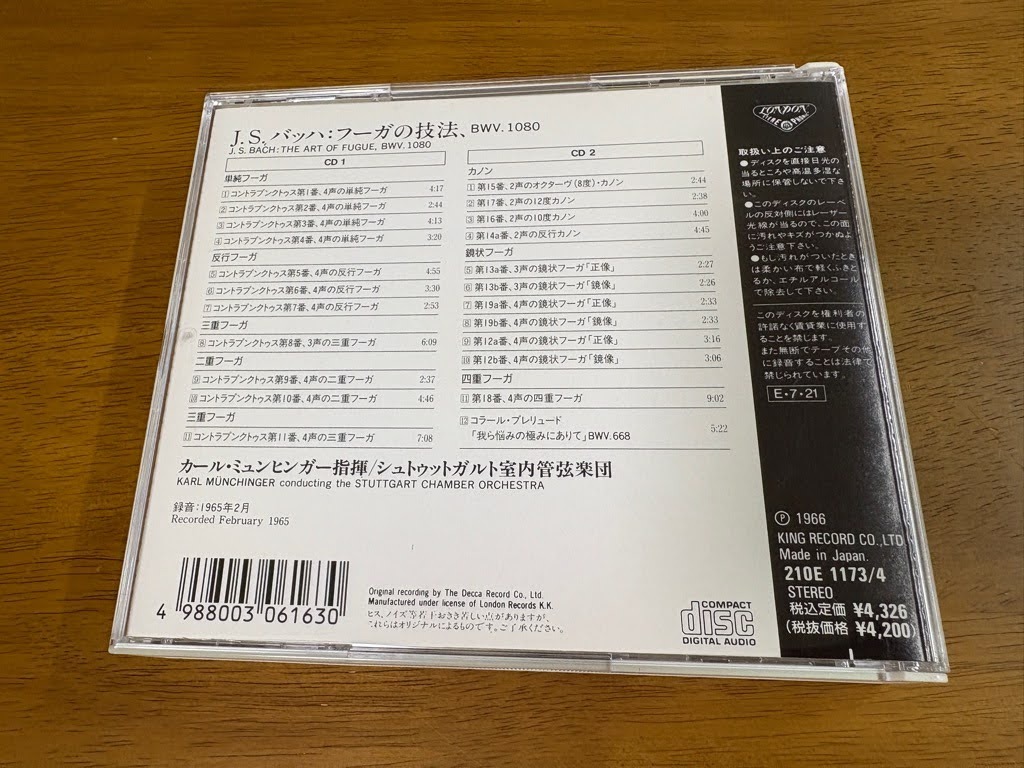 J.S.バッハ:フーガの技法、BWV.1080
J. S. BACH: THE ART OF FUGUE, BWV. 1080
CD 1
単純フーガ
1 コントラプンクトゥス第1番、4声の単純フーガ 4:17
2 コントラプンクトゥス第2番、4声の単純フーガ 2:44
3 コントラプンクトゥス第3番、4声の単純フーガ 4:13
4 コントラプンクトゥス第4番、4声の単純フーガ 3:20
反行フーガ
5 コントラプンクトゥス第5番、4声の反行フーガ 4:55
6 コントラプンクトゥス第6番、4声の反行フーガ 3:30
7 コントラプンクトゥス第7番、4声の反行フーガ 2:53
三重フーガ
8 コントラプンクトゥス第8番、3声の三重フーガ 6:09
二重フーガ
9 コントラプンクトゥス第9番、4声の二重フーガ 2:37
10 コントラプンクトゥス第10番、4声の二重フーガ 4:46
三重フーガ
11 コントラプンクトゥス第11番、4声の三重フーガ 7:08
CD 2
カノン
1 第15番、2声のオクターヴ(8度)・カノン 2:44
2 第17番、2声の12度カノン 2:38
3 第16番、2声の10度カノン 4:00
4 第14a番、2声の反行カノン 4:45
鏡状フーガ
5 第13a番、3声の鏡状フーガ「正像」 2:27
6 第13b番、3声の鏡状フーガ「鏡像」 2:26
7 第19a番、4声の鏡状フーガ「正像」 2:33
8 第19b番、4声の鏡状フーガ「鏡像」 2:33
9 第12a番、4声の鏡状フーガ「正像」 3:16
10 第12b番、4声の鏡状フーガ「鏡像」 3:06
四重フーガ
11 第18番、4声の四重フーガ 9:02
12 コラール・プレリュード
「我ら悩みの極みにありて」BWV.668 5:22
カール・ミュンヒンガー指揮/シュトゥットガルト室内管弦楽団
KARL MÜNCHINGER conducting the STUTTGART CHAMBER ORCHESTRA
録音:1965年2月
Recorded February 1965
4 988003 061630
Original recording by The Decca Record Co., Ltd.
Manufactured under license of London Records K.K.
ヒス、ノイズ等若干おきき苦しい点がありますが、
これらはオリジナルによるものです。ご了承ください。
COMPACT
disc
DIGITAL AUDIO
LONDON
取扱い上のご注意
●ディスクを直接日光の
当るところや高温多湿な
場所に保管しないで下さ
い。
●このディスクのレーベ
ルの反対側にはレーザー
光線が当るので、この面
に汚れやキズがつかぬよ
うご注意下さい。
●もし汚れがついたとき
は柔かい布で軽くふきと
るか、エチルアルコール
で除去して下さい。
このディスクを権利者の
許諾なく賃貸業に使用す
ることを禁じます。
また無断でテープその他
に録音することは法律で
禁じられています。
E・7・21
Ⓟ 1966
KING RECORD CO., LTD
Made in Japan.
210E 1173/4
STEREO
税込定価 ¥4,326
(税抜価格 ¥4,200)